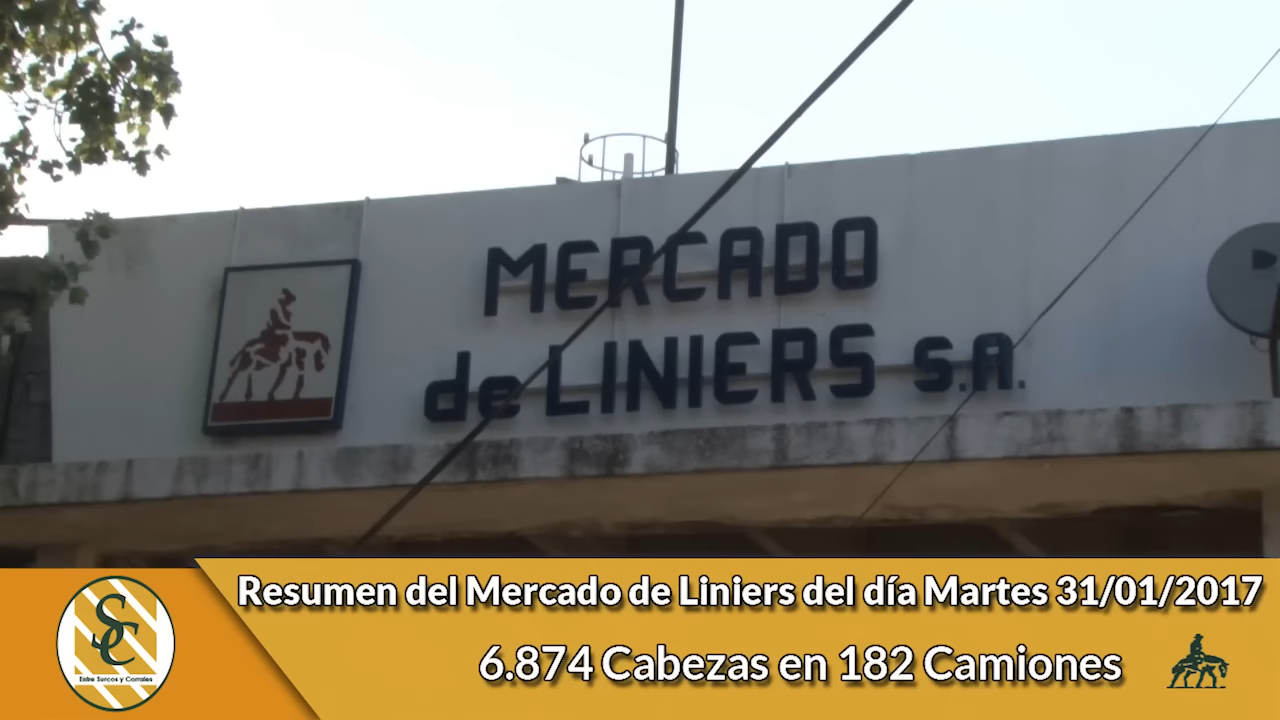 MERCADO
de LINIERS S.A.
Resumen del Mercado de Liniers del día Martes 31/01/2017
6.874 Cabezas en 182 Camiones
SC
Entre Surcos y Corrales